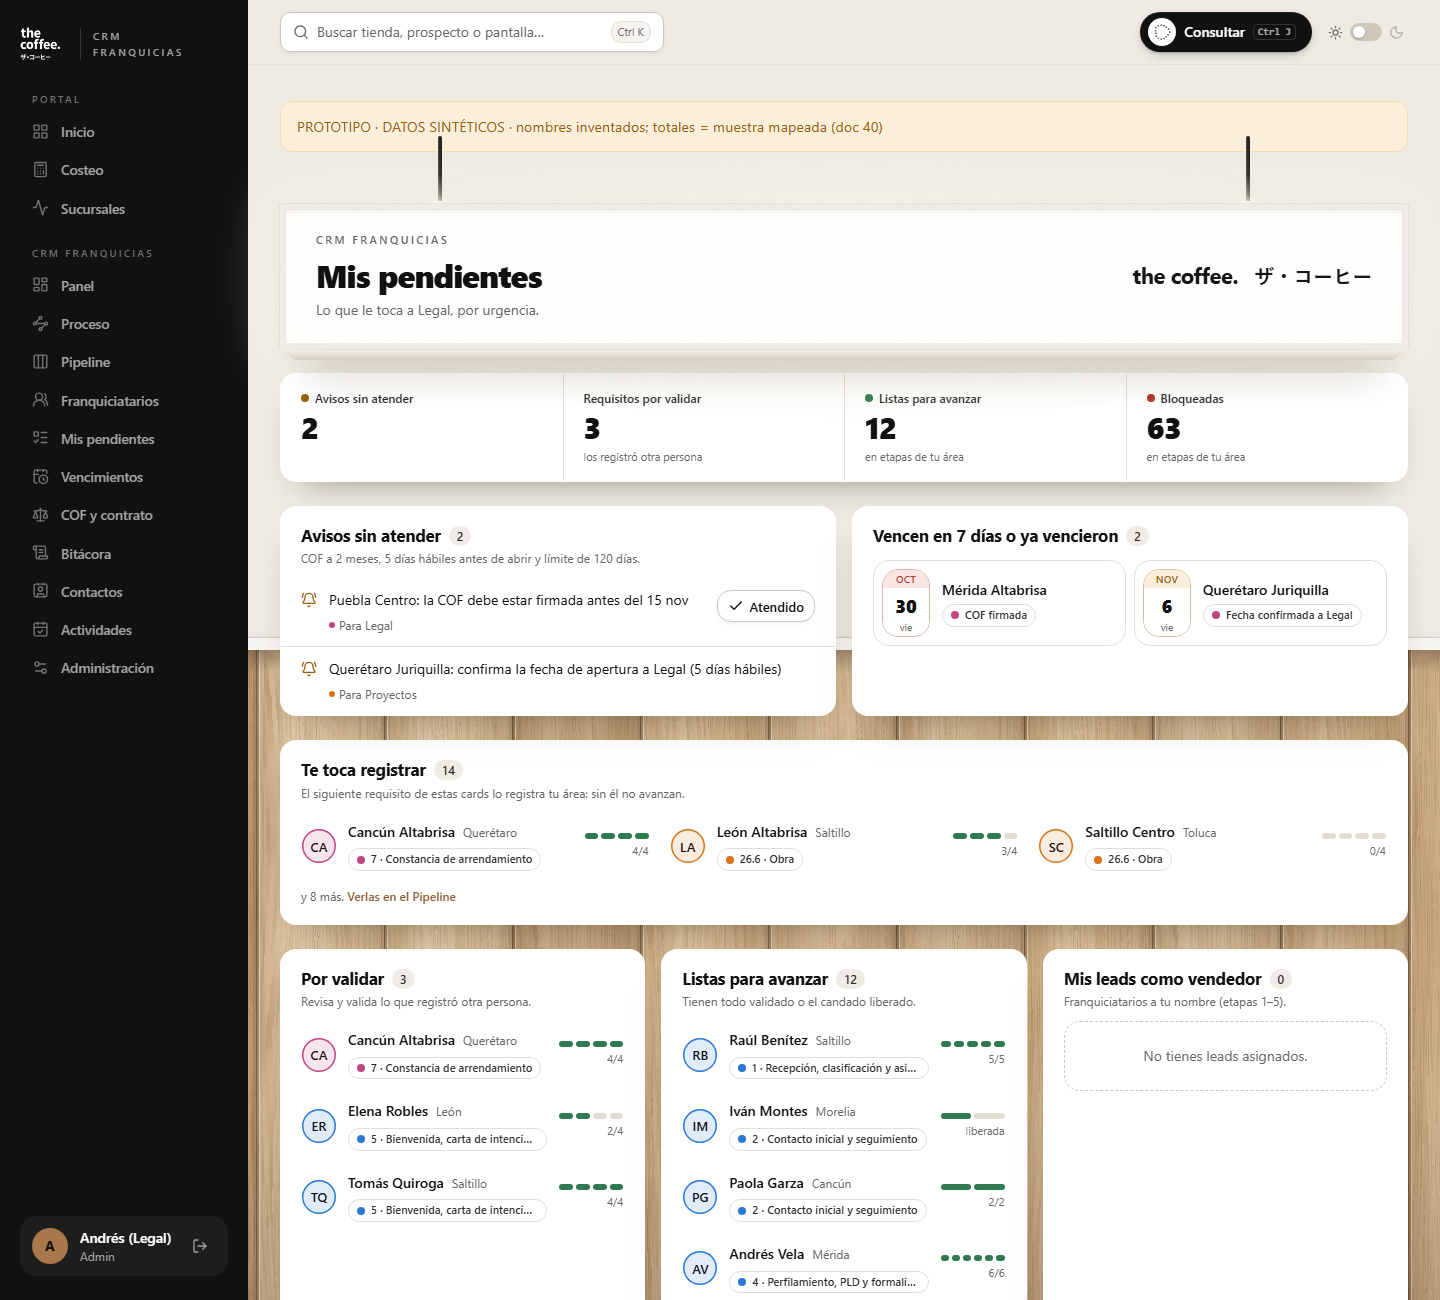 the
coffee.
ザ・コーヒー
CRM
FRANQUICIAS
PORTAL
Inicio
Costeo
Sucursales
CRM FRANQUICIAS
Panel
Proceso
Pipeline
Franquiciatarios
Mis pendientes
Vencimientos
COF y contrato
Bitácora
Contactos
Actividades
Administración
A
Andrés (Legal)
Admin
Buscar tienda, prospecto o pantalla...
Ctrl K
Consultar
Ctrl J
PROTOTIPO · DATOS SINTÉTICOS · nombres inventados; totales = muestra mapeada (doc 40)
CRM FRANQUICIAS
Mis pendientes
Lo que le toca a Legal, por urgencia.
the coffee. ザ・コーヒー
Avisos sin atender
2
Requisitos por validar
3
los registró otra persona
Listas para avanzar
12
en etapas de tu área
Bloqueadas
63
en etapas de tu área
Avisos sin atender 2
COF a 2 meses, 5 días hábiles antes de abrir y límite de 120 días.
Puebla Centro: la COF debe estar firmada antes del 15 nov
Para Legal
Atendido
Querétaro Juriquilla: confirma la fecha de apertura a Legal (5 días hábiles)
Para Proyectos
Vencen en 7 días o ya vencieron 2
OCT
30
vie
Mérida Altabrisa
COF firmada
NOV
6
vie
Querétaro Juriquilla
Fecha confirmada a Legal
Te toca registrar 14
El siguiente requisito de estas cards lo registra tu área: sin él no avanzan.
CA
Cancún Altabrisa Querétaro
7 · Constancia de arrendamiento
4/4
LA
León Altabrisa Saltillo
26.6 · Obra
3/4
SC
Saltillo Centro Toluca
26.6 · Obra
0/4
y 8 más. Verlas en el Pipeline
Por validar 3
Revisa y valida lo que registró otra persona.
CA
Cancún Altabrisa Querétaro
7 · Constancia de arrendamiento
4/4
ER
Elena Robles León
5 · Bienvenida, carta de intenci...
2/4
TQ
Tomás Quiroga Saltillo
5 · Bienvenida, carta de intenci...
4/4
Listas para avanzar 12
Tienen todo validado o el candado liberado.
RB
Raúl Benítez Saltillo
1 · Recepción, clasificación y asi...
5/5
IM
Iván Montes Morelia
2 · Contacto inicial y seguimiento
liberada
PG
Paola Garza Cancún
2 · Contacto inicial y seguimiento
2/2
AV
Andrés Vela Mérida
4 · Perfilamiento, PLD y formali...
6/6
Mis leads como vendedor 0
Franquiciatarios a tu nombre (etapas 1–5).
No tienes leads asignados.